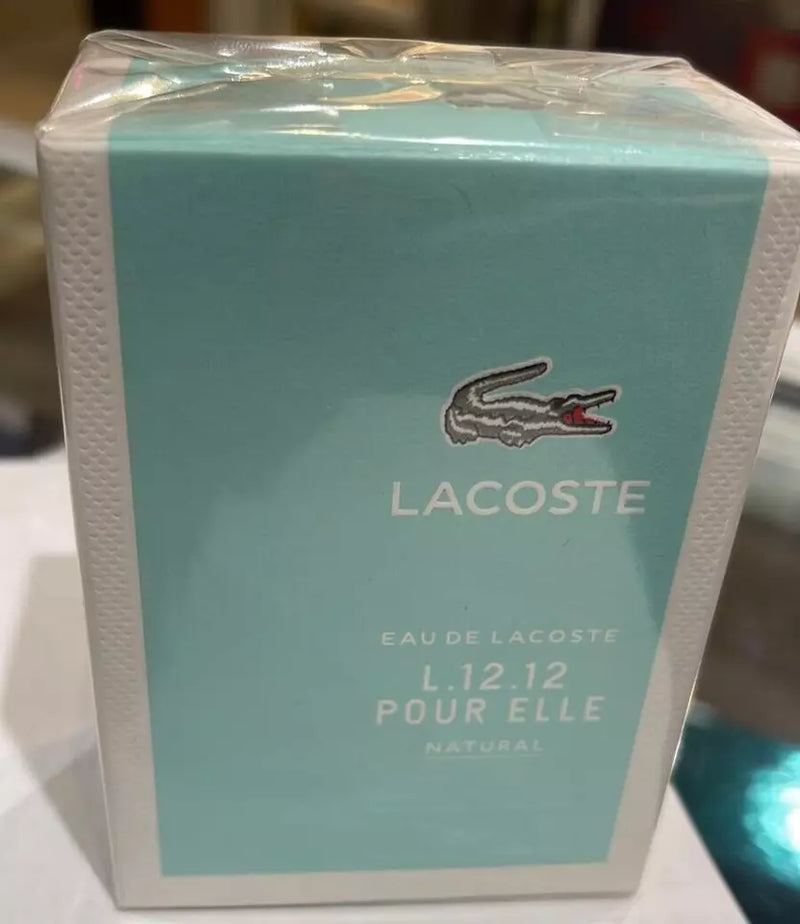 LACOSTE
EAU DE LACOSTE
L.12.12
POUR ELLE
NATURAL